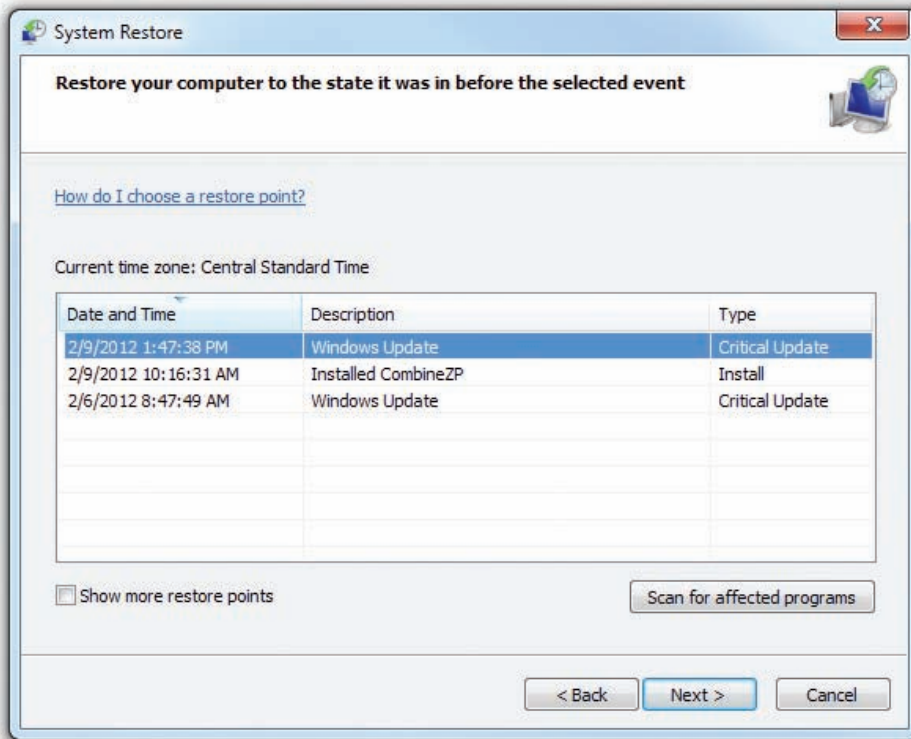 System Restore
Restore your computer to the state it was in before the selected event
How do I choose a restore point?
Current time zone: Central Standard Time
Date and Time Description Type
2/9/2012 1:47:38 PM Windows Update Critical Update
2/9/2012 10:16:31 AM Installed CombineZP Install
2/6/2012 8:47:49 AM Windows Update Critical Update
Show more restore points Scan for affected programs
< Back Next > Cancel